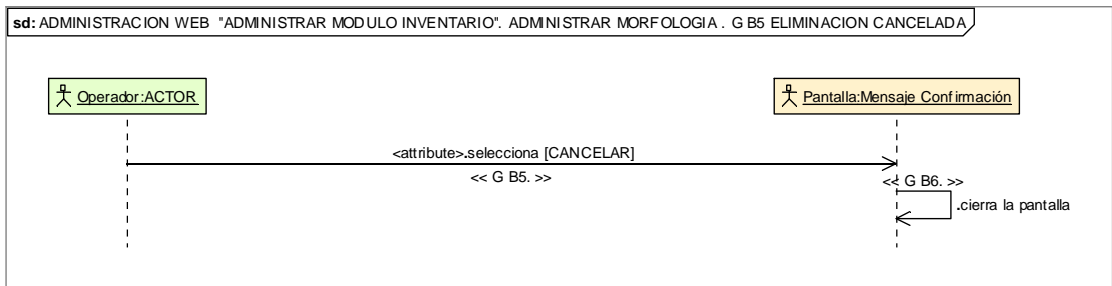 sd: ADMINISTRACION WEB "ADMINISTRAR MODULO INVENTARIO". ADMINISTRAR MORFOLOGIA . G B5 ELIMINACION CANCELADA
Operador:ACTOR
Pantalla:Mensaje Confirmación
<attribute>.selecciona [CANCELAR]
<< G B5. >>
<< G B6. >>
.cierra la pantalla